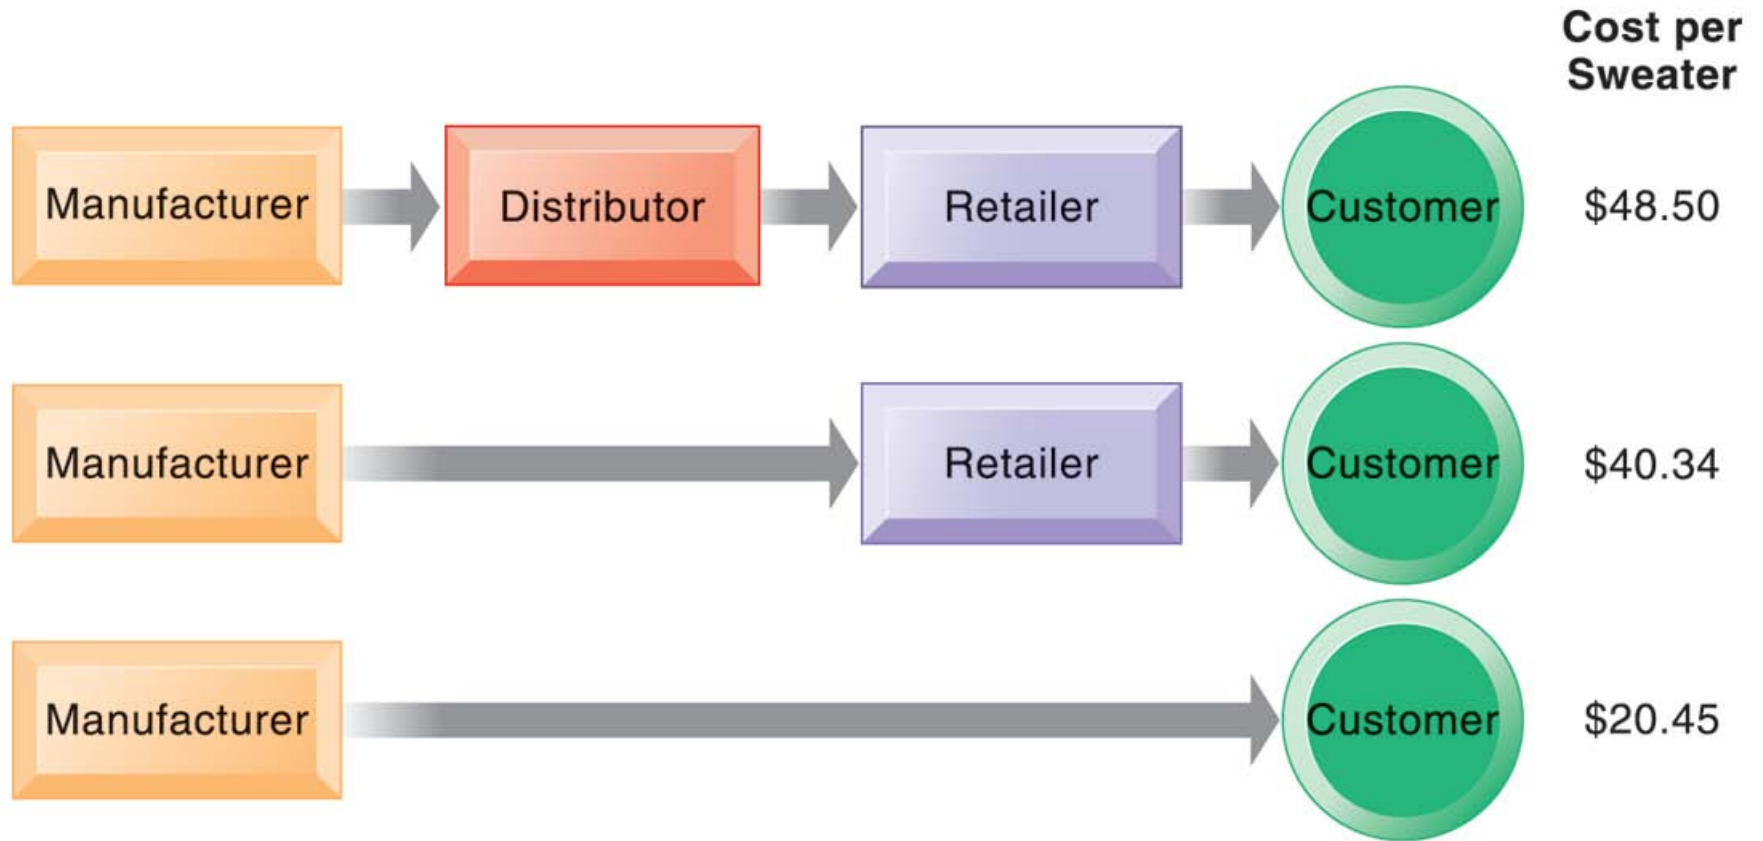 Cost per
Sweater
Manufacturer
Distributor
Retailer
Customer
$48.50
Manufacturer
Retailer
Customer
$40.34
Manufacturer
Customer
$20.45